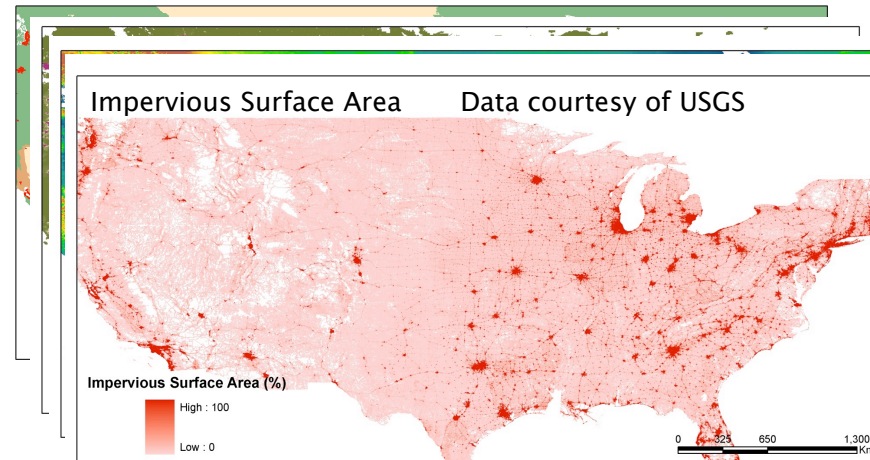 Impervious Surface Area Data courtesy of USGS
Impervious Surface Area (%)
High : 100
Low : 0
0 325 650 1,300
Km